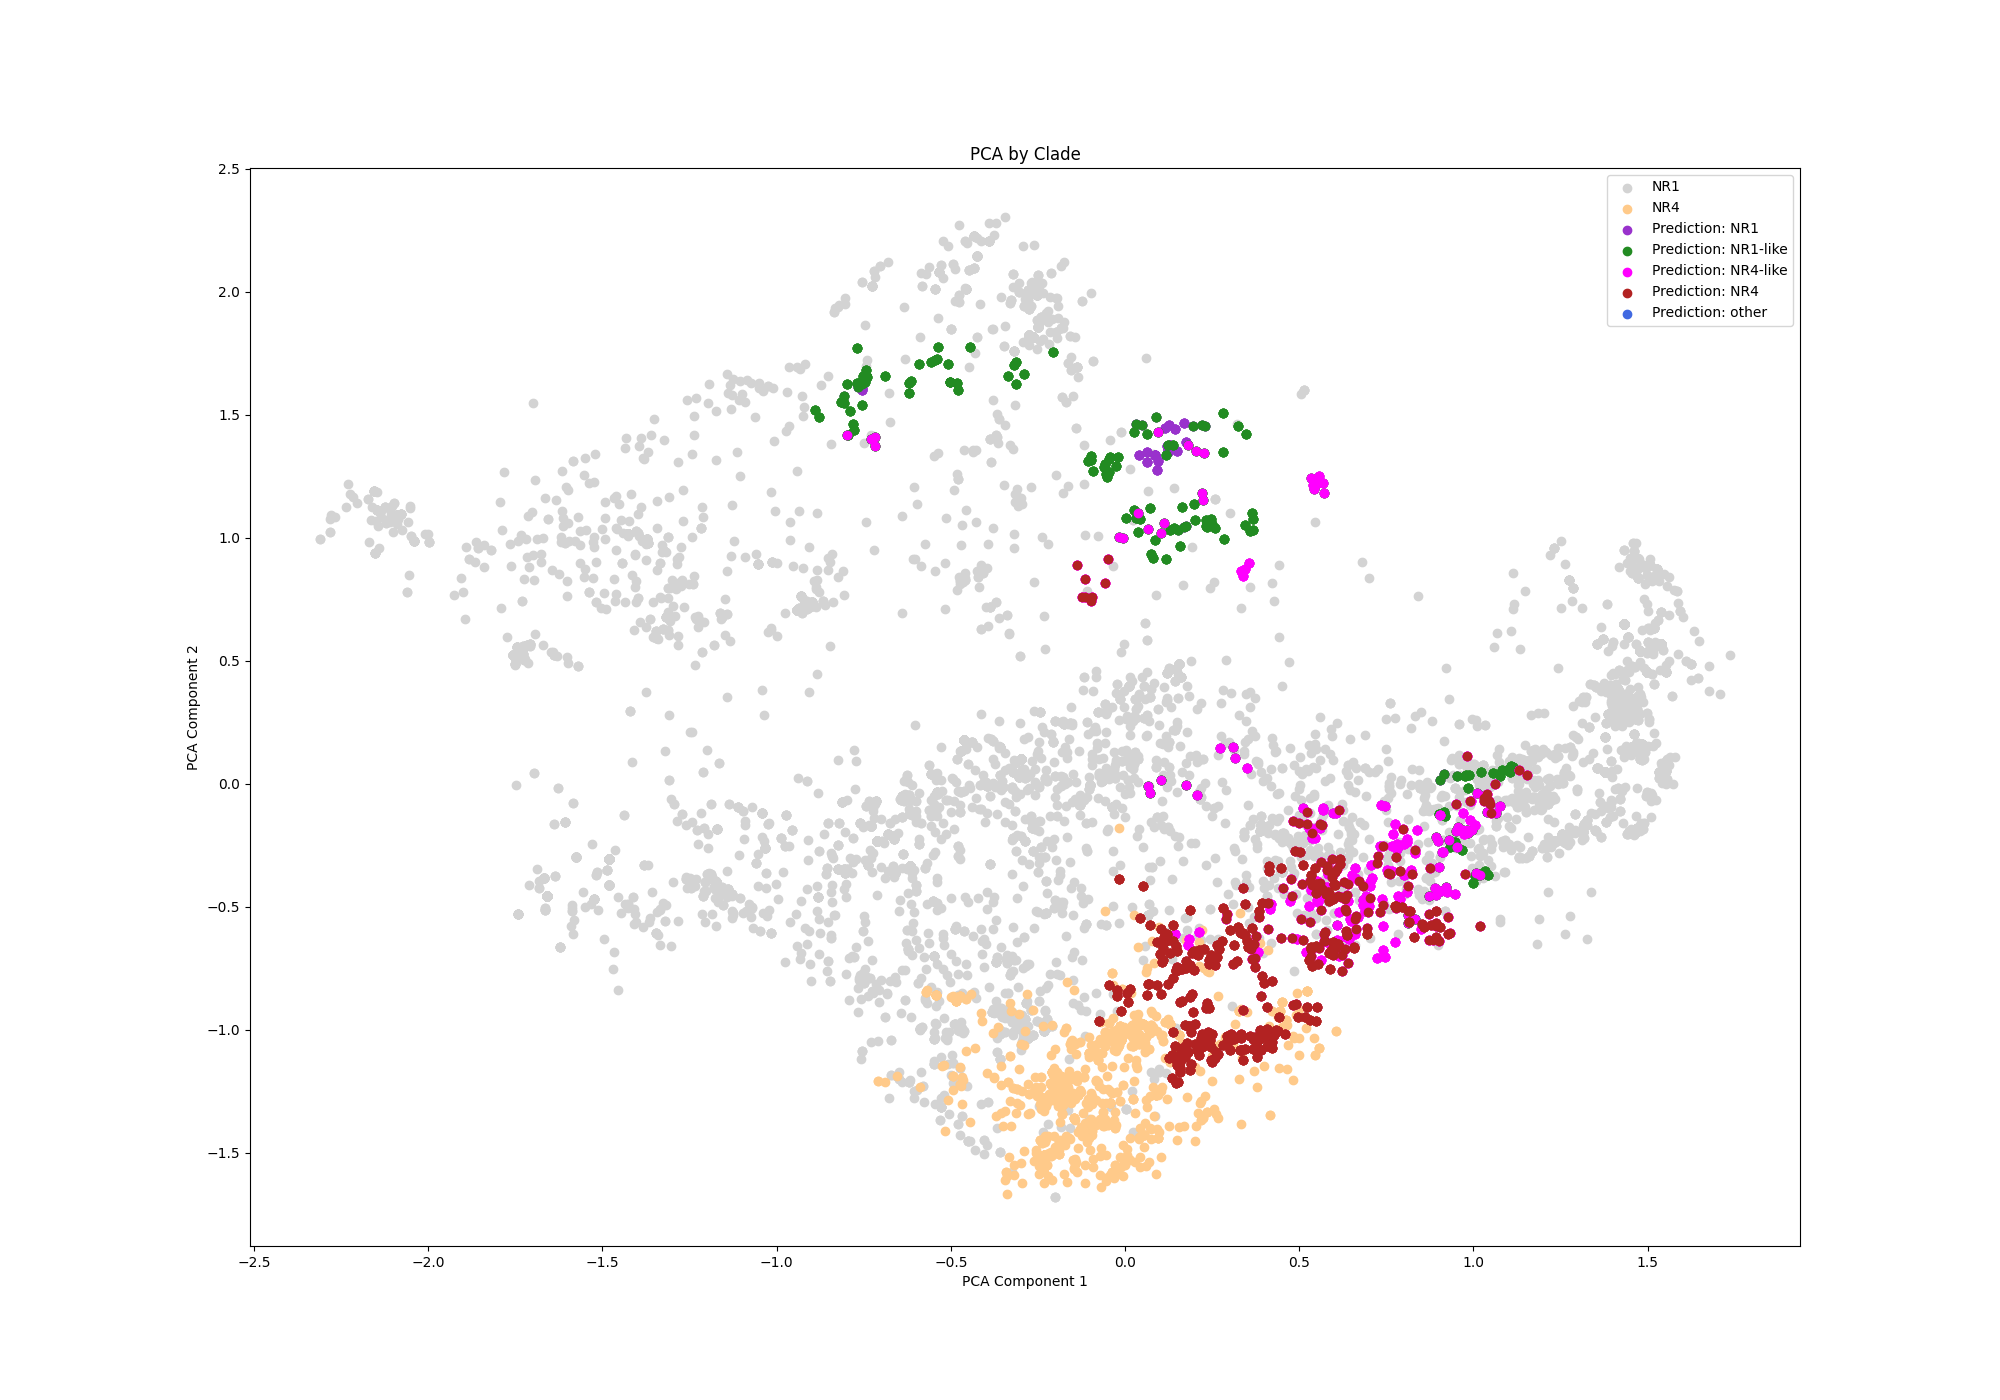 PCA by Clade
2.5
2.0
1.5
1.0
0.5
0.0
−0.5
−1.0
−1.5
PCA Component 2
NR1
NR4
Prediction: NR1
Prediction: NR1-like
Prediction: NR4-like
Prediction: NR4
Prediction: other
−2.5 −2.0 −1.5 −1.0 −0.5 0.0 0.5 1.0 1.5
PCA Component 1